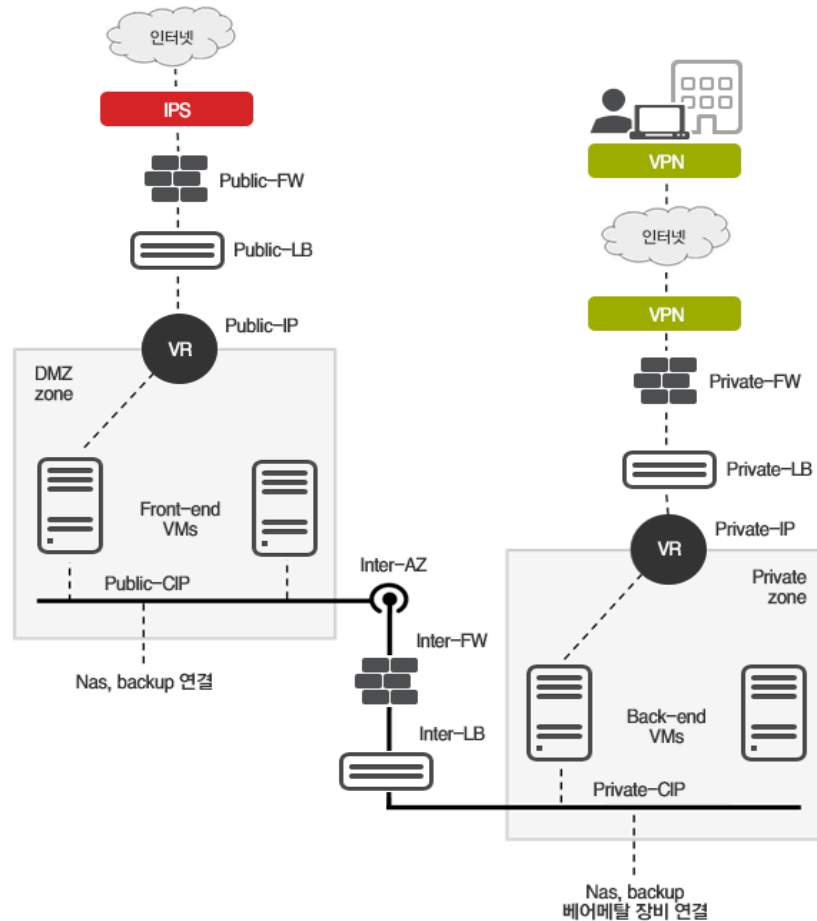 인터넷
IPS
Public-FW
Public-LB
Public-IP
VR
DMZ
zone
Front-end
VMs
Public-CIP
Nas, backup 연결
Inter-AZ
Inter-FW
Inter-LB
VPN
인터넷
VPN
Private-FW
Private-LB
Private-IP
VR
Private
zone
Back-end
VMs
Private-CIP
Nas, backup
베어메탈 장비 연결